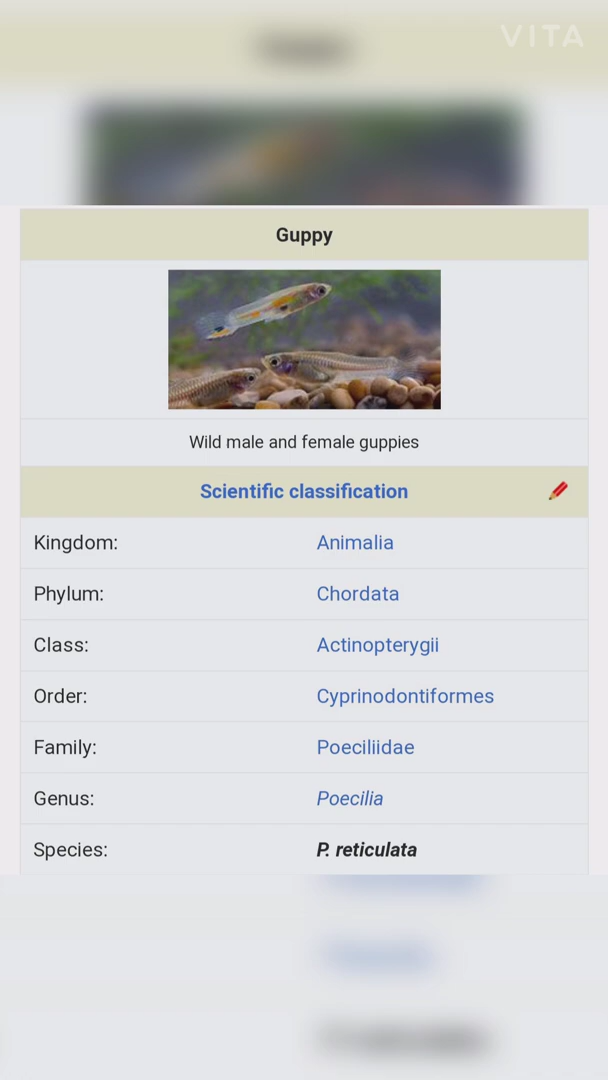 VITA
Guppy
Wild male and female guppies
Scientific classification
Kingdom: Animalia
Phylum: Chordata
Class: Actinopterygii
Order: Cyprinodontiformes
Family: Poeciliidae
Genus: Poecilia
Species: P. reticulata